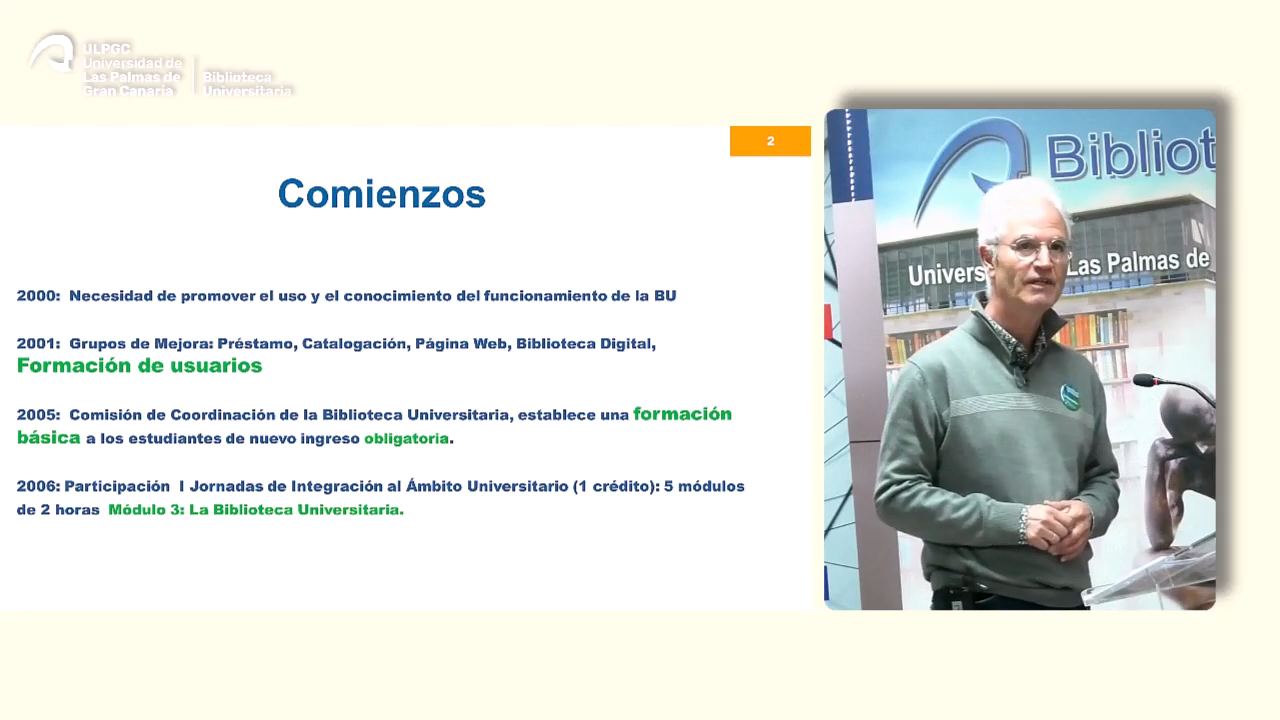 ULPGC
Universidad de
Las Palmas de
Gran Canaria
Biblioteca
Universitaria
2
Comienzos
2000: Necesidad de promover el uso y el conocimiento del funcionamiento de la BU
2001: Grupos de Mejora: Préstamo, Catalogación, Página Web, Biblioteca Digital,
Formación de usuarios
2005: Comisión de Coordinación de la Biblioteca Universitaria, establece una formación
básica a los estudiantes de nuevo ingreso obligatoria.
2006: Participación I Jornadas de Integración al Ámbito Universitario (1 crédito): 5 módulos
de 2 horas Módulo 3: La Biblioteca Universitaria.
Bibliot
Univers Las Palmas de